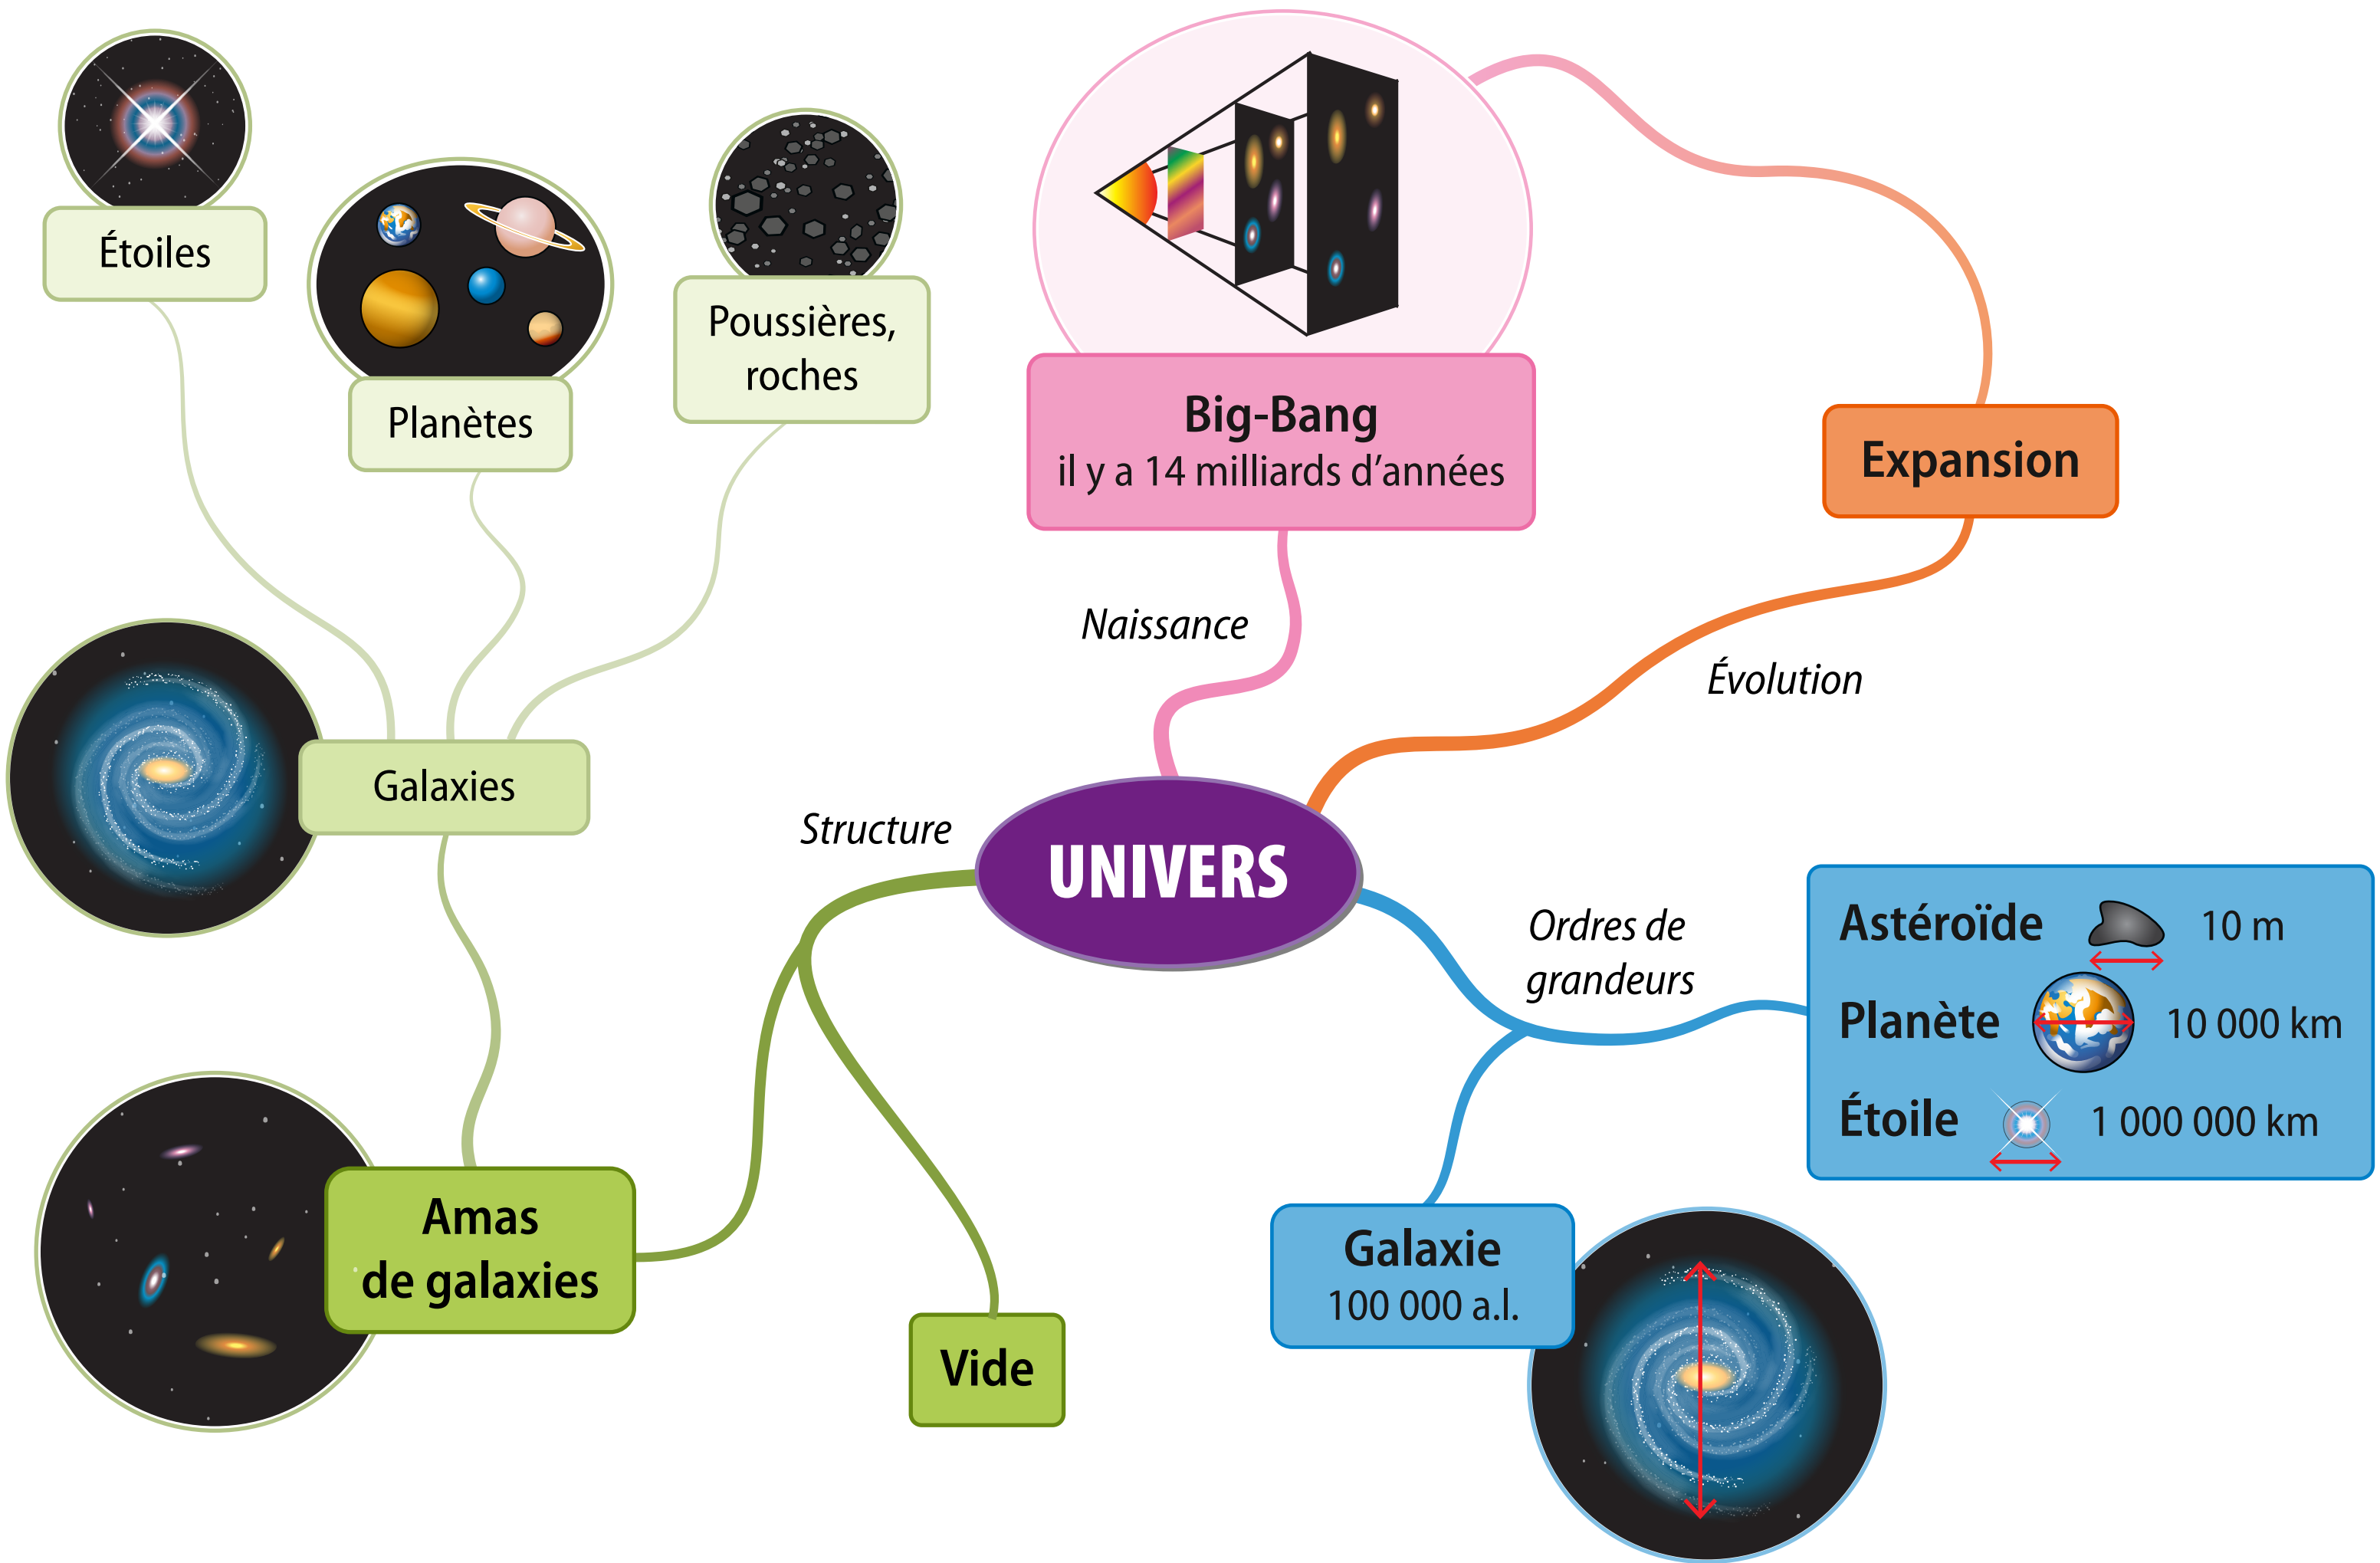 Étoiles
Planètes
Poussières,
roches
Big-Bang
il y a 14 milliards d’années
Expansion
Naissance
Évolution
Galaxies
Structure
UNIVERS
Ordres de
grandeurs
Astéroïde 10 m
Planète 10 000 km
Étoile 1 000 000 km
Amas
de galaxies
Vide
Galaxie
100 000 a.l.